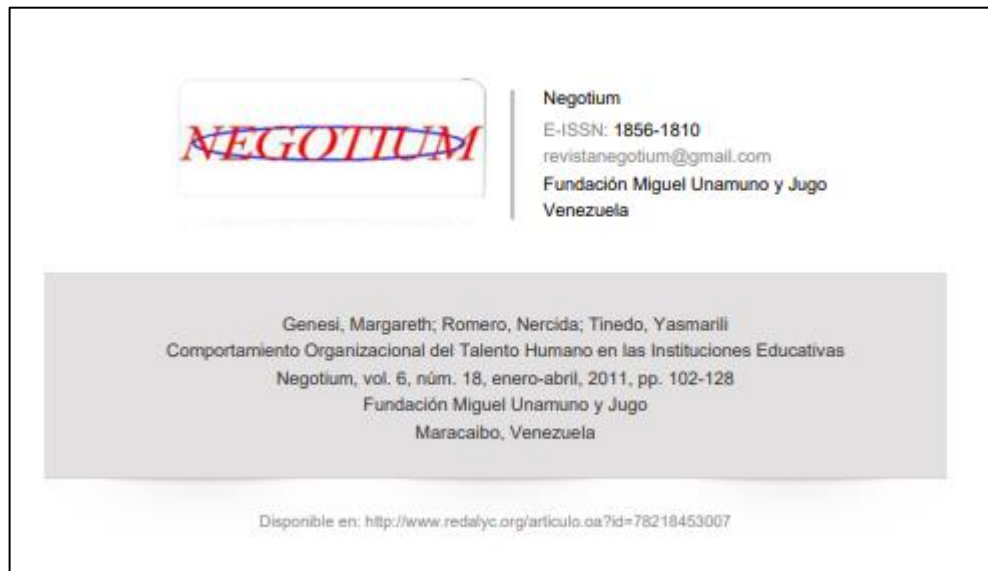 NEGOTIUM
Negotium
E-ISSN: 1856-1810
revistanegotium@gmail.com
Fundación Miguel Unamuno y Jugo
Venezuela
Genesi, Margareth; Romero, Nercida; Tinedo, Yasmarili
Comportamiento Organizacional del Talento Humano en las Instituciones Educativas
Negotium, vol. 6, núm. 18, enero-abril, 2011, pp. 102-128
Fundación Miguel Unamuno y Jugo
Maracaibo, Venezuela
Disponible en: http://www.redalyc.org/articulo.oa?id=78218453007